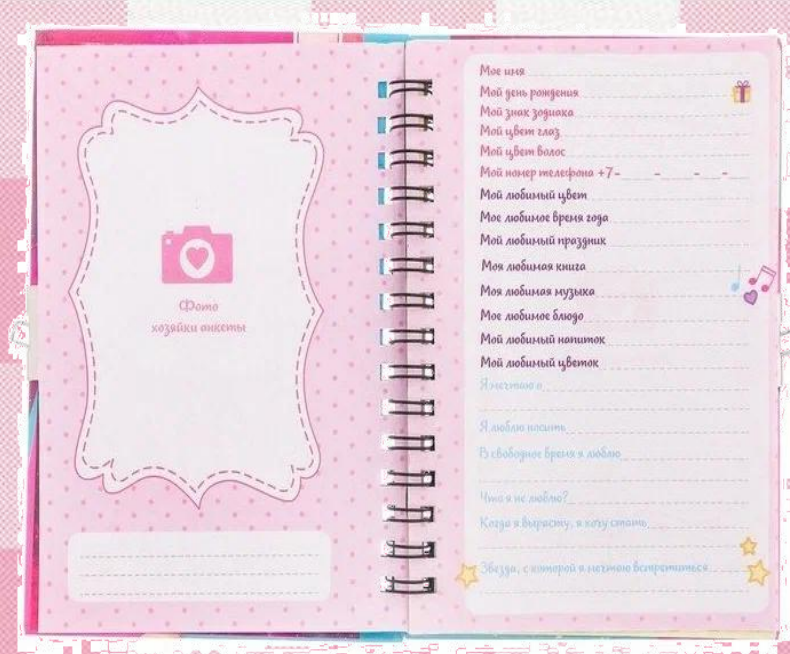 Фото
хозяйки анкеты
Мое имя
Мой день рождения
Мой знак зодиака
Мой цвет глаз
Мой цвет волос
Мой номер телефона +7- - - -
Мой любимый цвет
Мое любимое время года
Мой любимый праздник
Моя любимая книга
Моя любимая музыка
Мое любимое блюдо
Мой любимый напиток
Мой любимый цветок
Я мечтаю о
Я люблю носить
В свободное время я люблю
Что я не люблю?
Когда я вырасту, я хочу стать
Звезда, с которой я мечтаю встретиться